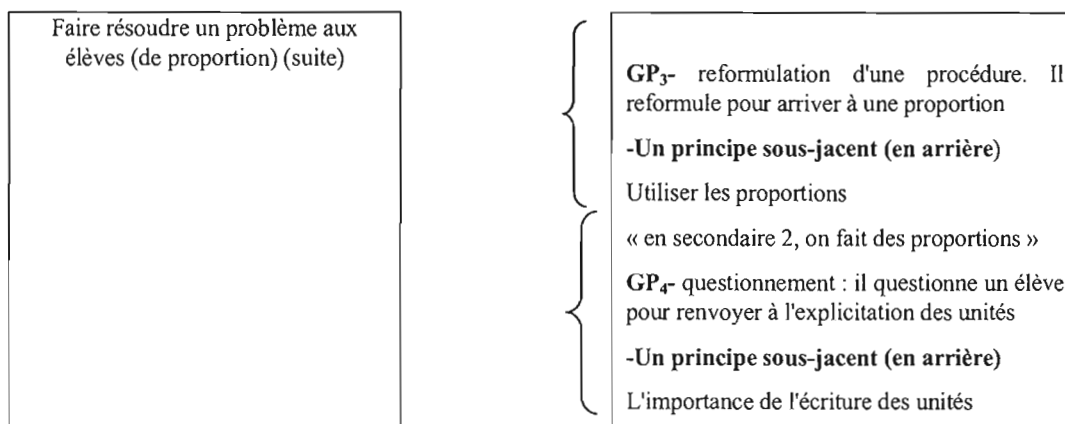 Faire résoudre un problème aux
élèves (de proportion) (suite)
GP3- reformulation d'une procédure. Il
reformule pour arriver à une proportion
-Un principe sous-jacent (en arrière)
Utiliser les proportions
« en secondaire 2, on fait des proportions »
GP4- questionnement : il questionne un élève
pour renvoyer à l'explicitation des unités
-Un principe sous-jacent (en arrière)
L'importance de l'écriture des unités